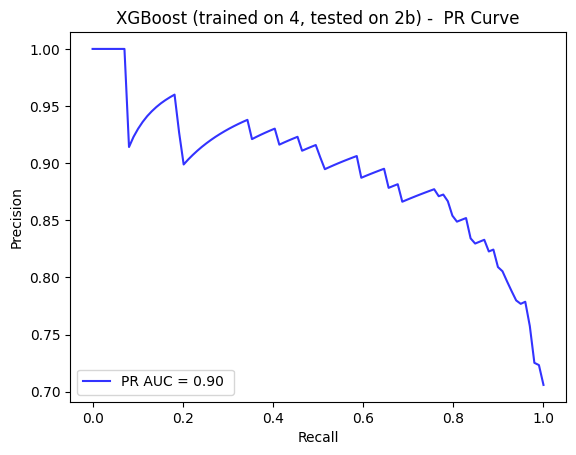 XGBoost (trained on 4, tested on 2b) -  PR Curve
1.00
0.95
0.90
0.85
0.80
0.75
0.70
Precision
PR AUC = 0.90
0.0 0.2 0.4 0.6 0.8 1.0
Recall